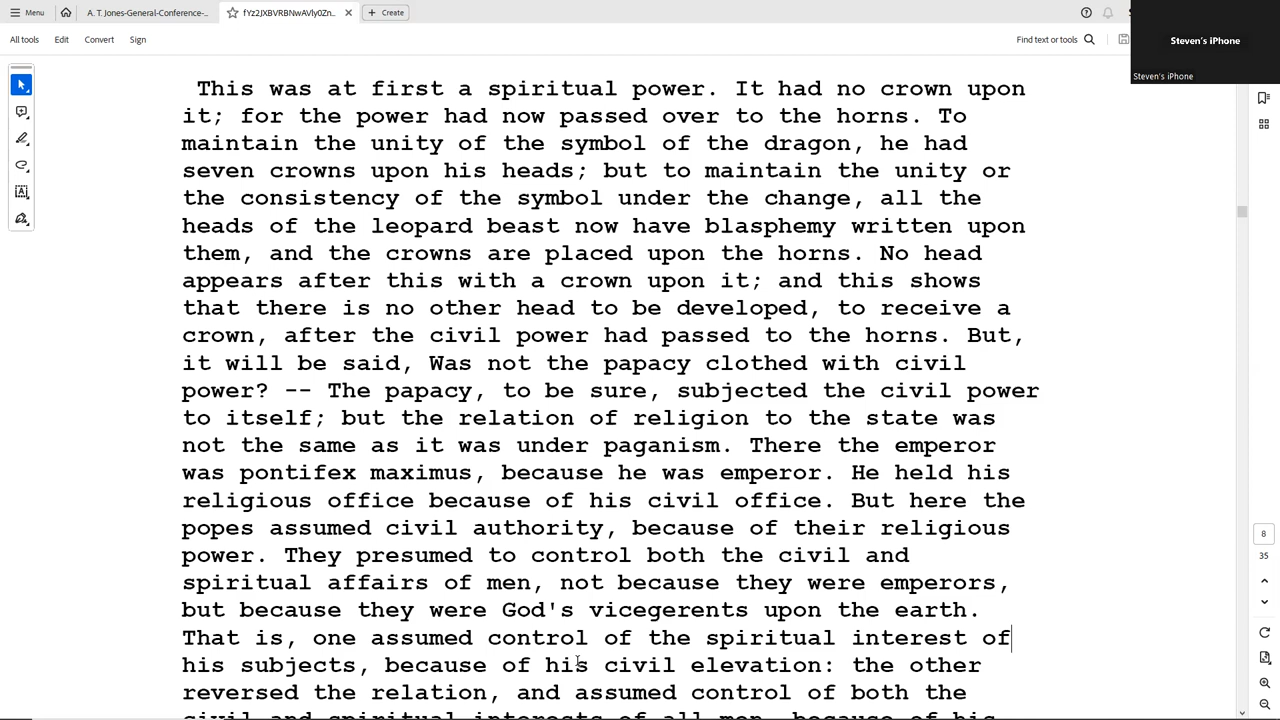 Menu
A. T. Jones-General-Conference-...
fYz2JXBVRBNwAVly0Zn...
Create
All tools
Edit
Convert
Sign
Find text or tools
Steven's iPhone
Steven's iPhone
This was at first a spiritual power. It had no crown upon
it; for the power had now passed over to the horns. To
maintain the unity of the symbol of the dragon, he had
seven crowns upon his heads; but to maintain the unity or
the consistency of the symbol under the change, all the
heads of the leopard beast now have blasphemy written upon
them, and the crowns are placed upon the horns. No head
appears after this with a crown upon it; and this shows
that there is no other head to be developed, to receive a
crown, after the civil power had passed to the horns. But,
it will be said, Was not the papacy clothed with civil
power? -- The papacy, to be sure, subjected the civil power
to itself; but the relation of religion to the state was
not the same as it was under paganism. There the emperor
was pontifex maximus, because he was emperor. He held his
religious office because of his civil office. But here the
popes assumed civil authority, because of their religious
power. They presumed to control both the civil and
spiritual affairs of men, not because they were emperors,
but because they were God's vicegerents upon the earth.
That is, one assumed control of the spiritual interest of
his subjects, because of his civil elevation: the other
reversed the relation, and assumed control of both the
civil and spiritual interests of all men, because of his
8
35